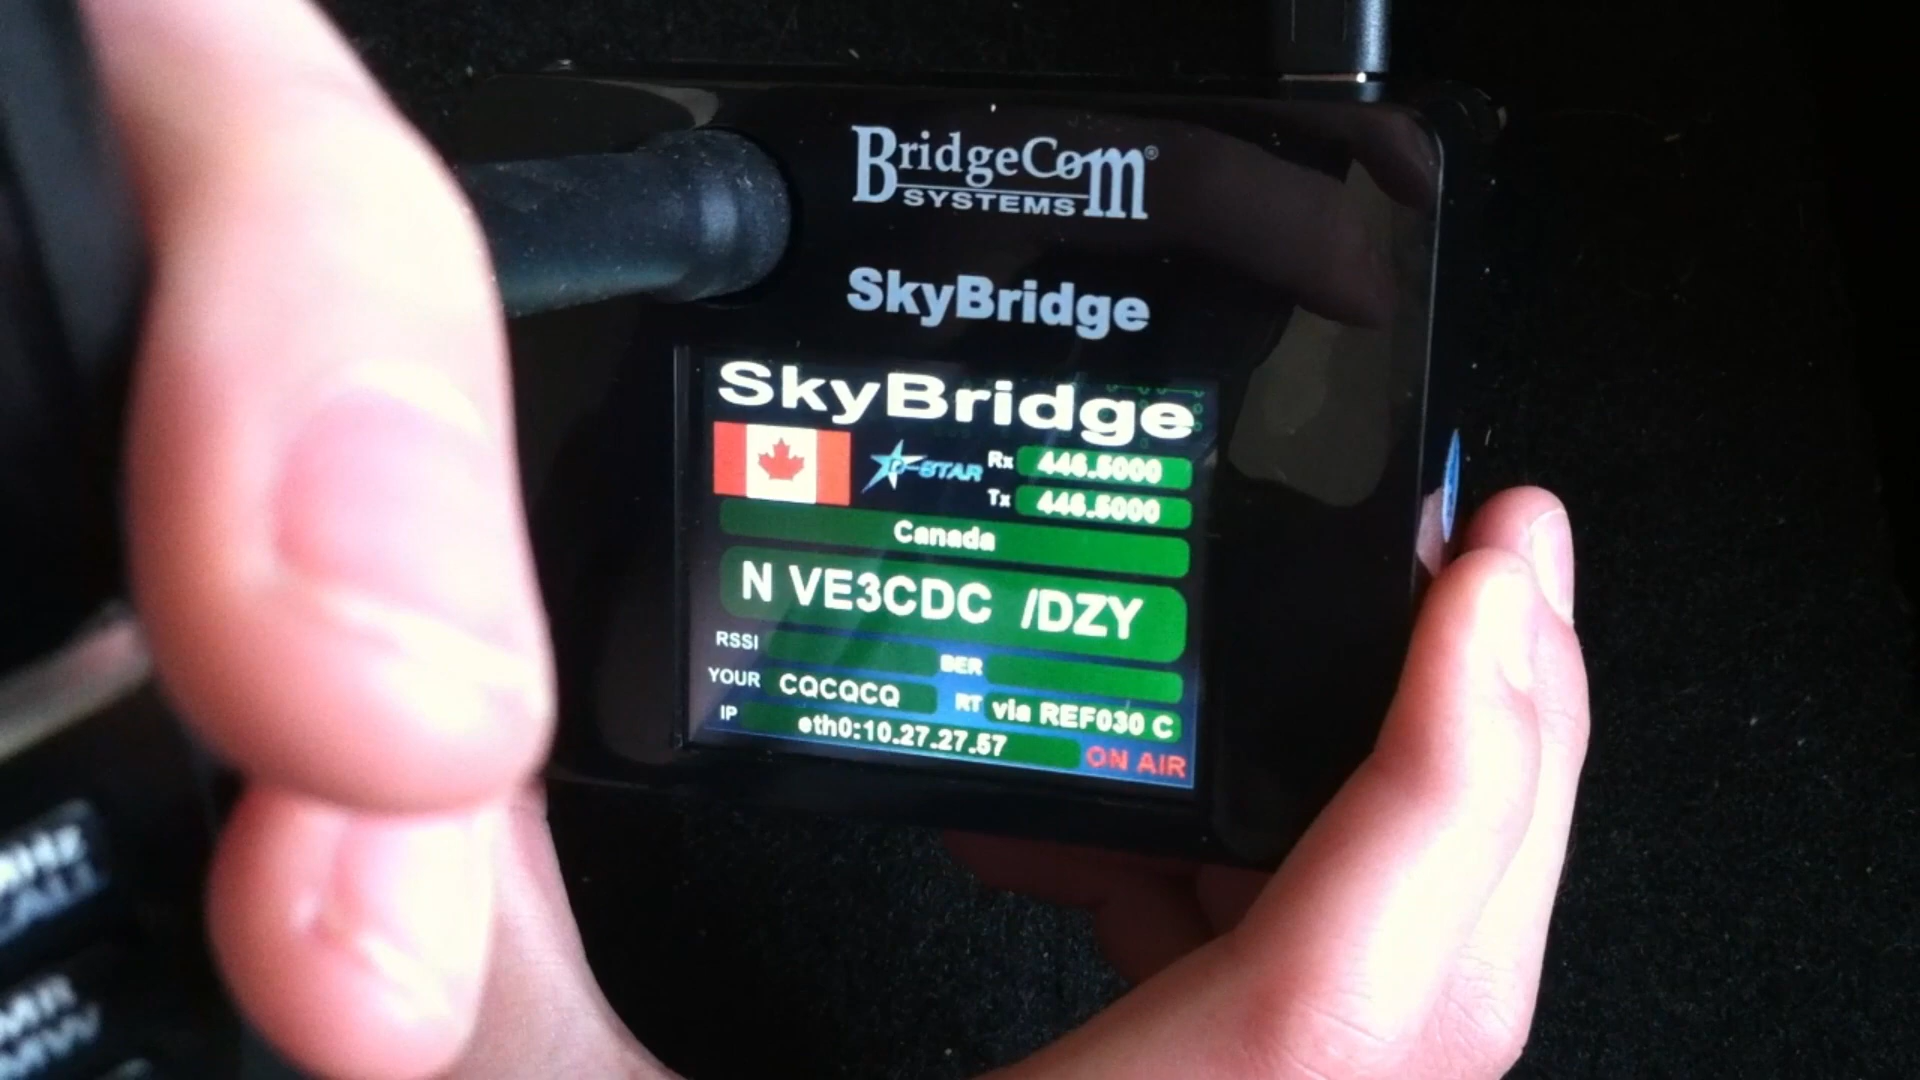 BridgeCom®
SYSTEMS
SkyBridge
SkyBridge
D-STAR
Rx 446.5000
Tx 446.5000
Canada
N VE3CDC /DZY
RSSI BER
YOUR CQCQCQ RT via REF030 C
IP eth0:10.27.27.57 ON AIR